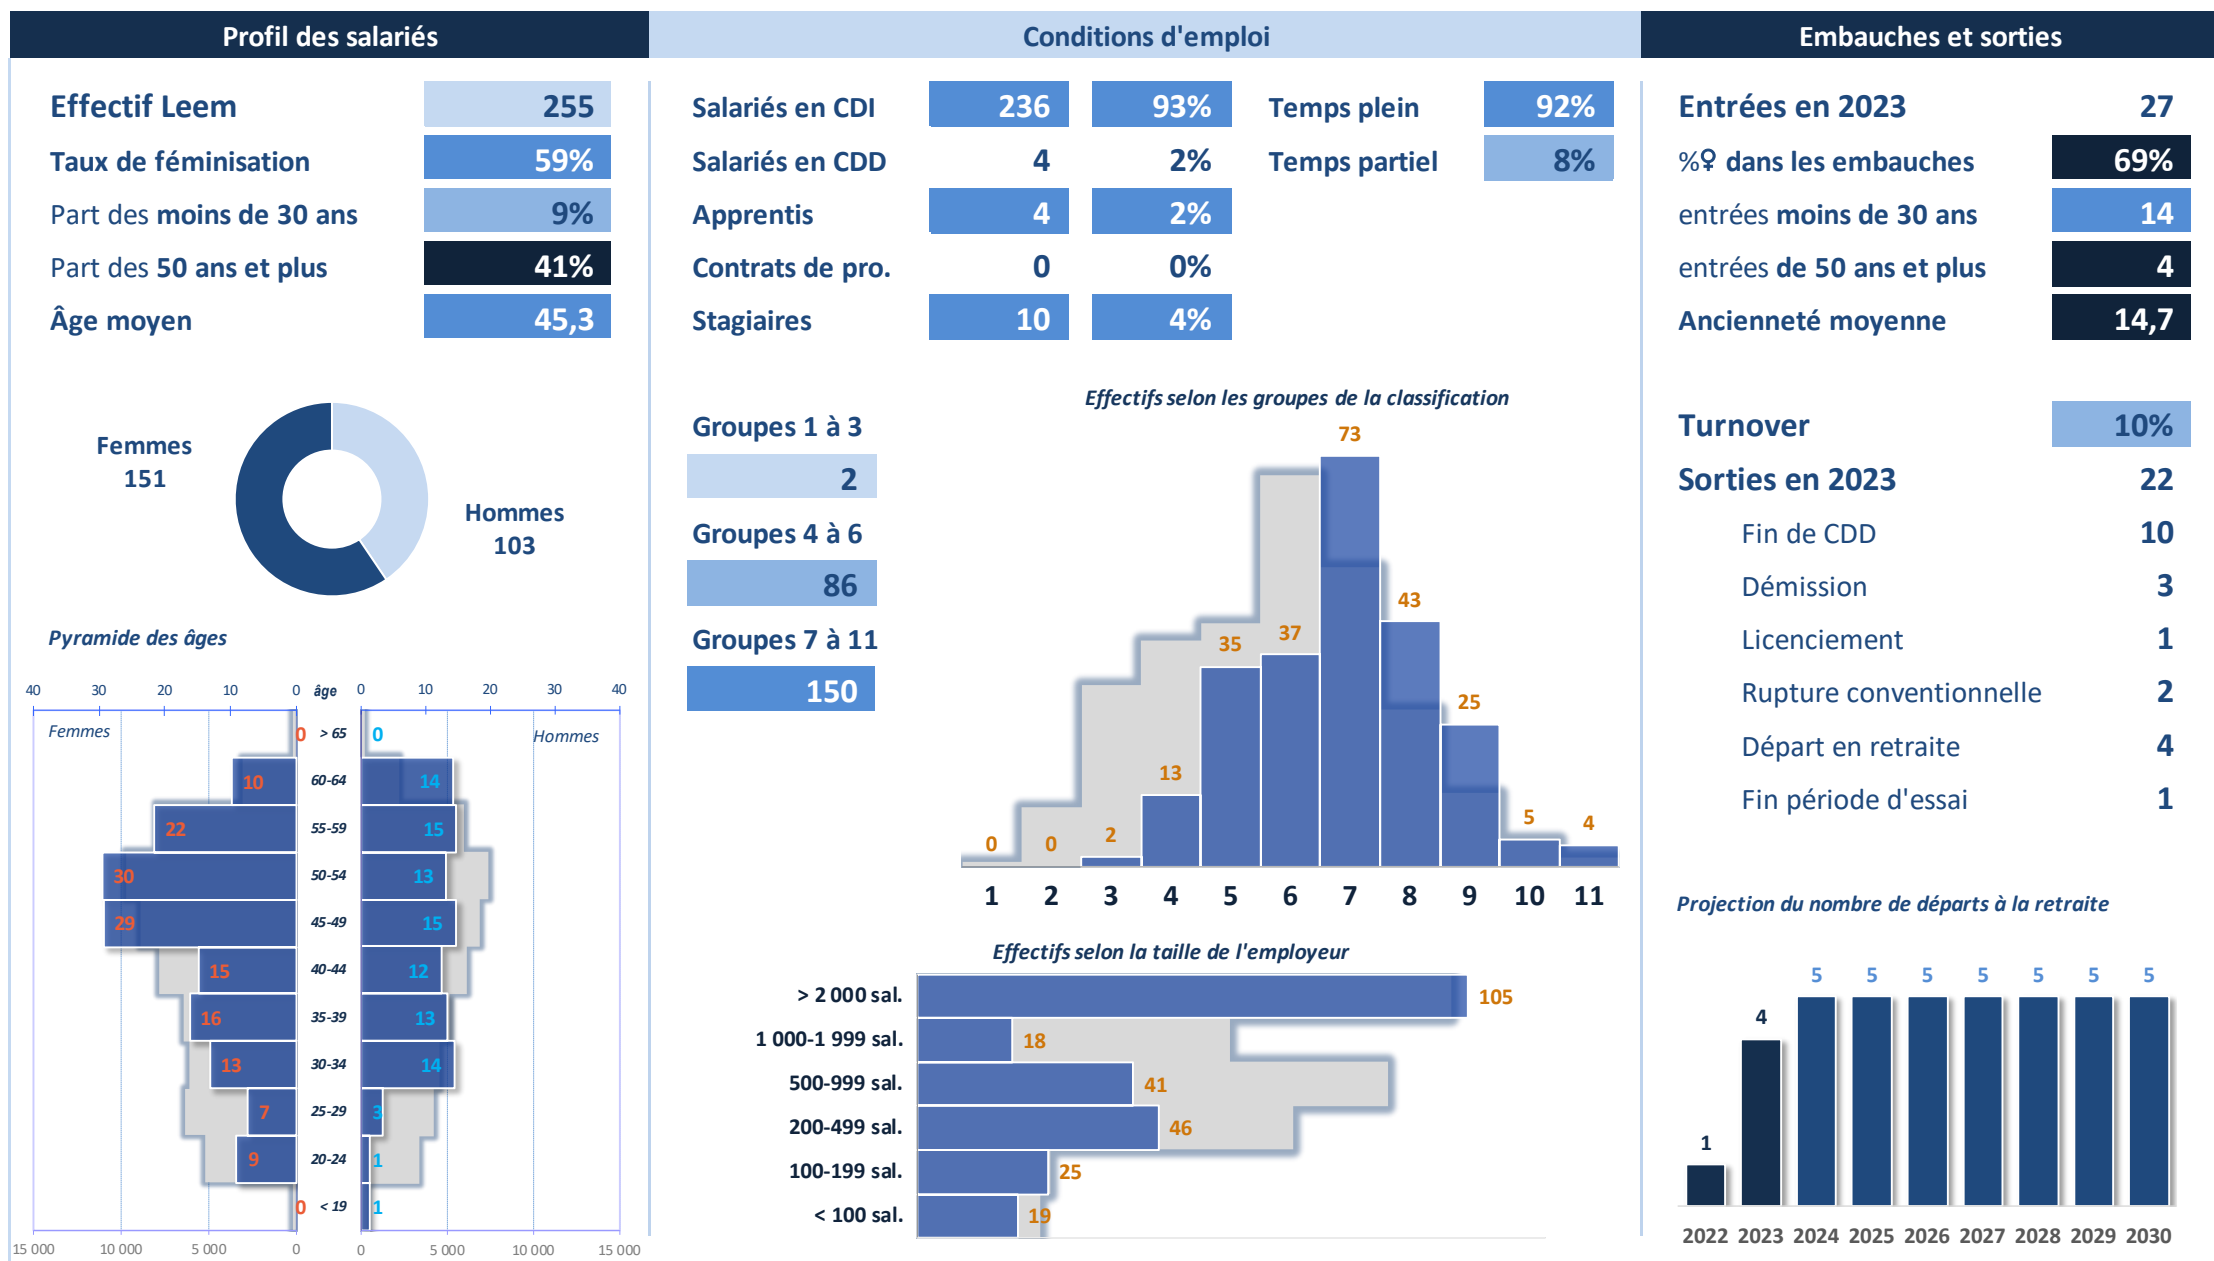 Profil des salariés
Effectif Leem 255
Taux de féminisation 59%
Part des moins de 30 ans 9%
Part des 50 ans et plus 41%
Âge moyen 45,3
Femmes
151
Hommes
103
Pyramide des âges
40 30 20 10 0 âge 0 10 20 30 40
Femmes Hommes
0 > 65 0
10 60-64 14
22 55-59 15
30 50-54 13
29 45-49 15
15 40-44 12
16 35-39 13
13 30-34 14
7 25-29 3
9 20-24 1
0 < 19 1
15 000 10 000 5 000 0 0 5 000 10 000 15 000
Conditions d'emploi
Salariés en CDI 236 93%
Salariés en CDD 4 2%
Apprentis 4 2%
Contrats de pro. 0 0%
Stagiaires 10 4%
Temps plein 92%
Temps partiel 8%
Groupes 1 à 3
2
Groupes 4 à 6
86
Groupes 7 à 11
150
Effectifs selon les groupes de la classification
0 0 2 13 35 37 73 43 25 5 4
1 2 3 4 5 6 7 8 9 10 11
Effectifs selon la taille de l'employeur
> 2 000 sal. 105
1 000-1 999 sal. 18
500-999 sal. 41
200-499 sal. 46
100-199 sal. 25
< 100 sal. 19
Embauches et sorties
Entrées en 2023 27
%♀ dans les embauches 69%
entrées moins de 30 ans 14
entrées de 50 ans et plus 4
Ancienneté moyenne 14,7
Turnover 10%
Sorties en 2023 22
Fin de CDD 10
Démission 3
Licenciement 1
Rupture conventionnelle 2
Départ en retraite 4
Fin période d'essai 1
Projection du nombre de départs à la retraite
1 4 5 5 5 5 5 5 5
2022 2023 2024 2025 2026 2027 2028 2029 2030